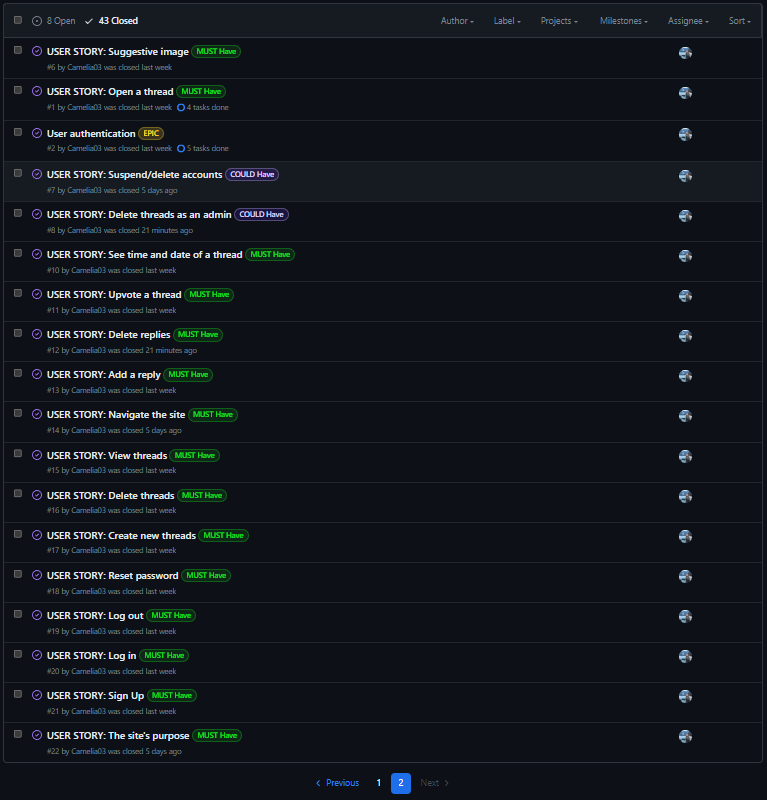 8 Open 43 Closed Author Label Projects Milestones Assignee Sort
USER STORY: Suggestive image MUST Have
#6 by Camelia03 was closed last week
USER STORY: Open a thread MUST Have
#1 by Camelia03 was closed last week 4 tasks done
User authentication EPIC
#2 by Camelia03 was closed last week 5 tasks done
USER STORY: Suspend/delete accounts COULD Have
#7 by Camelia03 was closed 5 days ago
USER STORY: Delete threads as an admin COULD Have
#8 by Camelia03 was closed 21 minutes ago
USER STORY: See time and date of a thread MUST Have
#10 by Camelia03 was closed last week
USER STORY: Upvote a thread MUST Have
#11 by Camelia03 was closed last week
USER STORY: Delete replies MUST Have
#12 by Camelia03 was closed 21 minutes ago
USER STORY: Add a reply MUST Have
#13 by Camelia03 was closed last week
USER STORY: Navigate the site MUST Have
#14 by Camelia03 was closed 5 days ago
USER STORY: View threads MUST Have
#15 by Camelia03 was closed last week
USER STORY: Delete threads MUST Have
#16 by Camelia03 was closed last week
USER STORY: Create new threads MUST Have
#17 by Camelia03 was closed last week
USER STORY: Reset password MUST Have
#18 by Camelia03 was closed last week
USER STORY: Log out MUST Have
#19 by Camelia03 was closed last week
USER STORY: Log in MUST Have
#20 by Camelia03 was closed last week
USER STORY: Sign Up MUST Have
#21 by Camelia03 was closed last week
USER STORY: The site's purpose MUST Have
#22 by Camelia03 was closed 5 days ago
Previous 1 2 Next